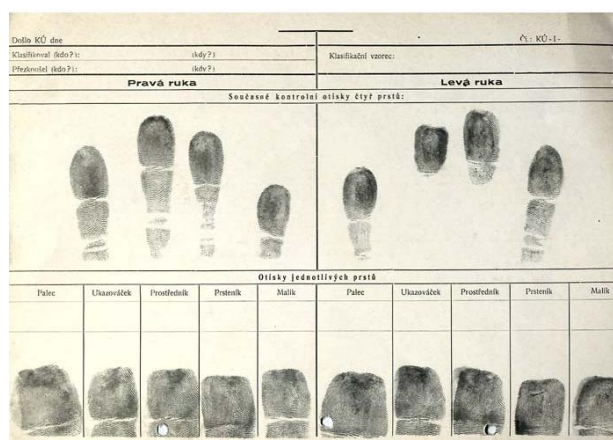 Došlo KÚ dne
Čj.: KÚ-I-
Klasifikoval (kdo?): (kdy?)
Klasifikační vzorec:
Přezkoušel (kdo?): (kdy?)
Pravá ruka Levá ruka
Současné kontrolní otisky čtyř prstů:
Otisky jednotlivých prstů
Palec Ukazováček Prostředník Prsteník Malík Palec Ukazováček Prostředník Prsteník Malík